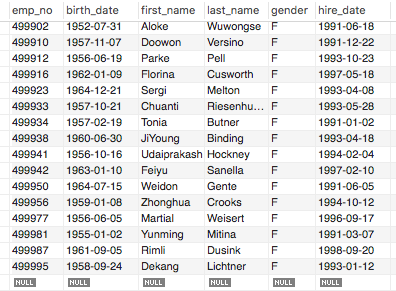 emp_no birth_date first_name last_name gender hire_date
499902 1952-07-31 Aloke Wuwongse F 1991-06-18
499910 1957-11-07 Doowon Versino F 1991-12-22
499912 1956-06-19 Parke Pell F 1993-10-23
499916 1962-01-09 Florina Cusworth F 1997-05-18
499923 1964-12-21 Sergi Melton F 1993-04-08
499933 1957-10-21 Chuanti Riesenhu... F 1993-05-28
499934 1957-02-19 Tonia Butner F 1991-01-02
499938 1960-06-30 JiYoung Binding F 1993-04-18
499941 1956-10-16 Udaiprakash Hockney F 1994-02-04
499942 1963-01-10 Feiyu Sanella F 1997-02-10
499950 1964-07-15 Weidon Gente F 1991-06-05
499956 1959-01-08 Zhonghua Crooks F 1994-10-12
499977 1956-06-05 Martial Weisert F 1996-09-17
499981 1955-01-02 Yunming Mitina F 1991-03-07
499987 1961-09-05 Rimli Dusink F 1998-09-20
499995 1958-09-24 Dekang Lichtner F 1993-01-12
NULL NULL NULL NULL NULL NULL